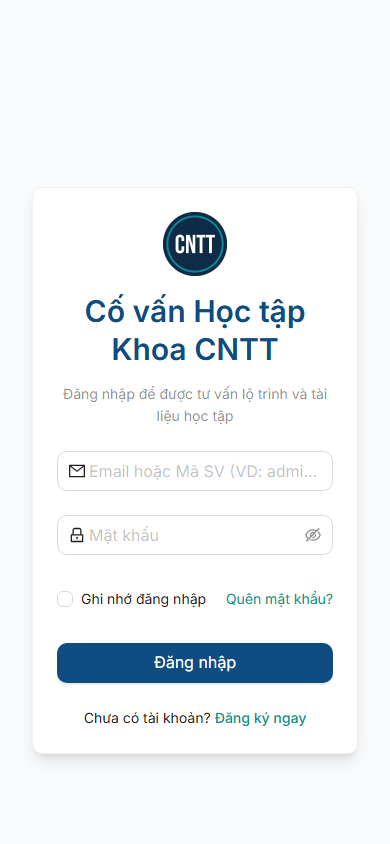 CNTT
Cố vấn Học tập
Khoa CNTT
Đăng nhập để được tư vấn lộ trình và tài
liệu học tập
Email hoặc Mã SV (VD: admi...
Mật khẩu
Ghi nhớ đăng nhập Quên mật khẩu?
Đăng nhập
Chưa có tài khoản? Đăng ký ngay